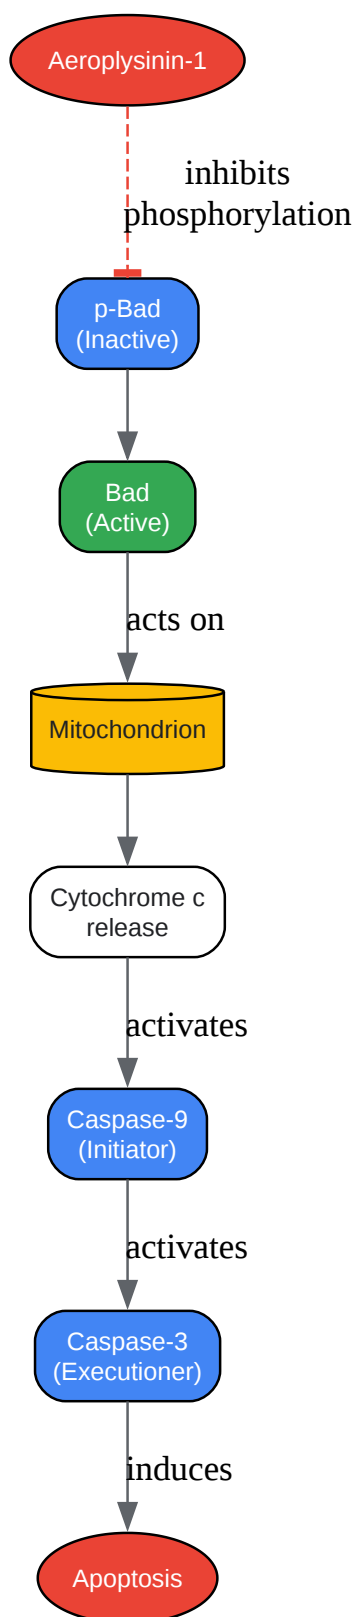 Aeroplysinin-1
inhibits
phosphorylation
p-Bad
(Inactive)
Bad
(Active)
acts on
Mitochondrion
Cytochrome c
release
activates
Caspase-9
(Initiator)
activates
Caspase-3
(Executioner)
induces
Apoptosis